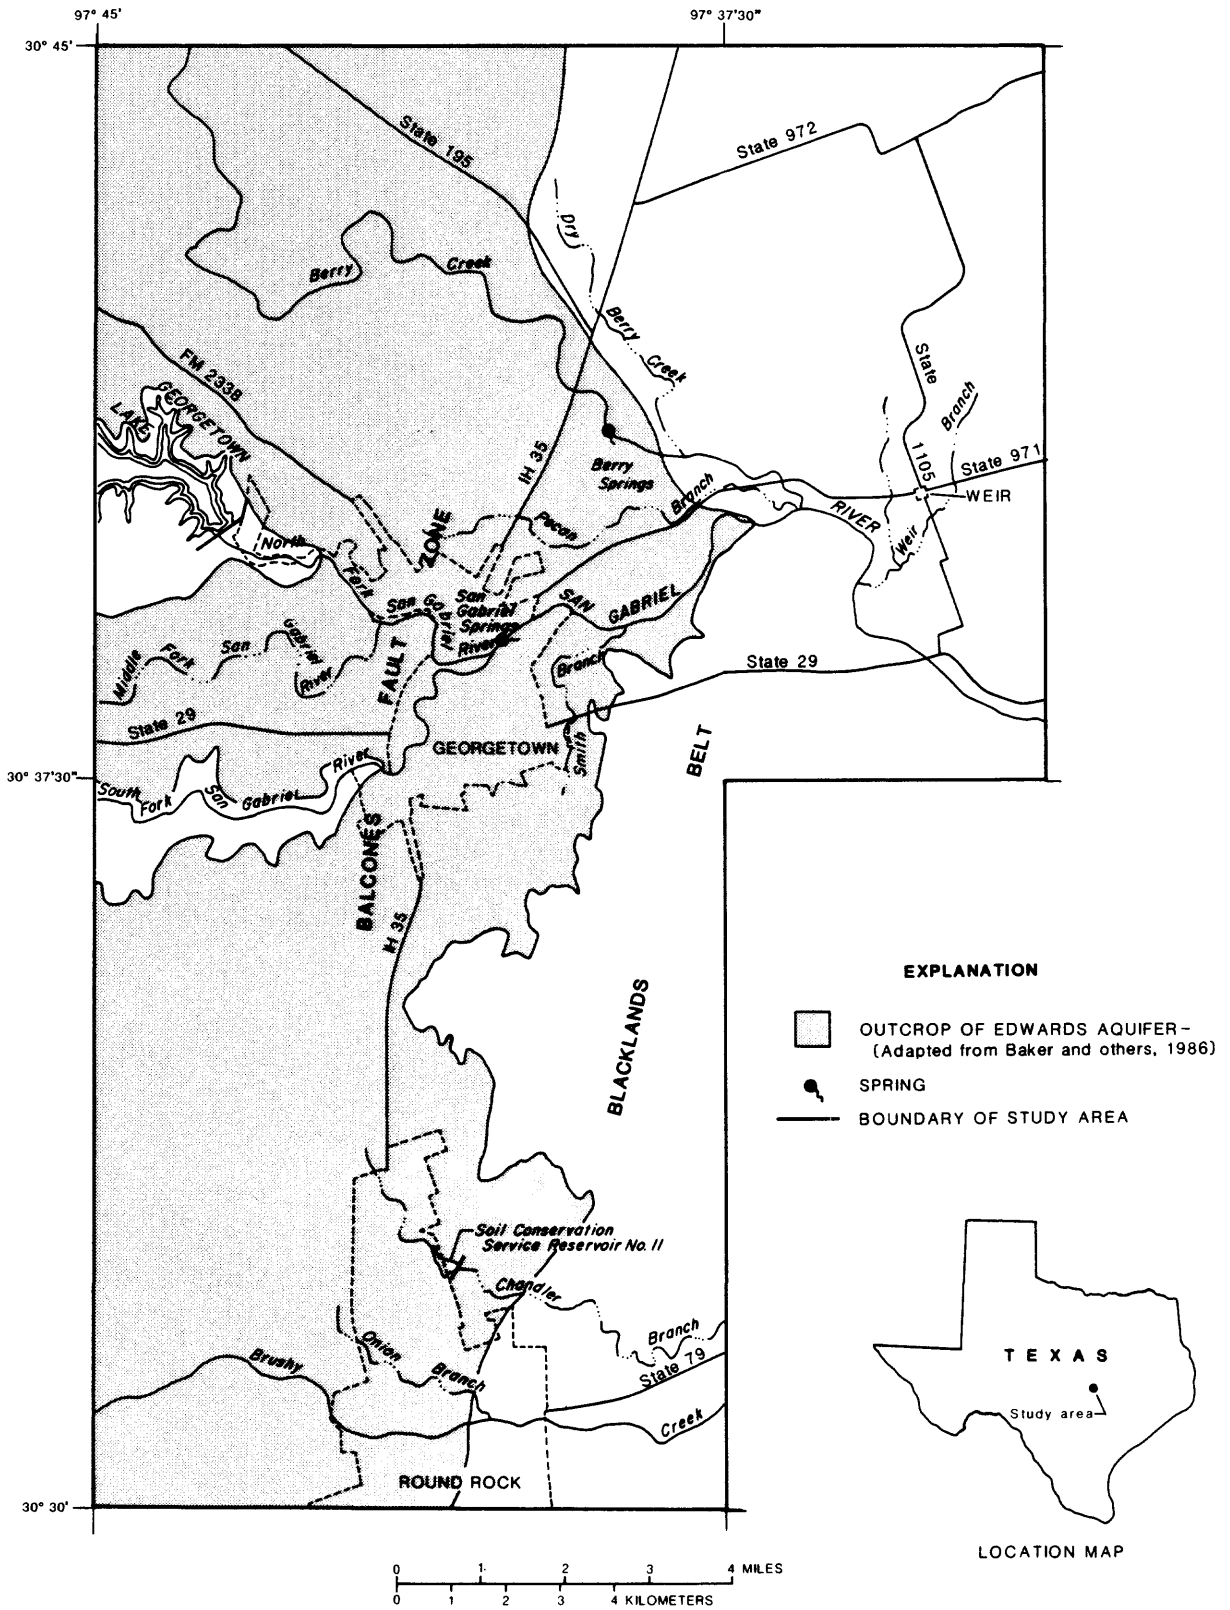 97° 45'
97° 37'30"
30° 45'
State 195
State 972
Dry
Berry
Creek
Berry
Creek
FM 2338
LAKE
GEORGETOWN
State
1105
Branch
State 971
IH 35
Berry
Springs
WEIR
Branch
RIVER
Pecan
Weir
ZONE
North
Fork
San Gabriel
River
San
Gabriel
Springs
SAN
GABRIEL
Middle
Fork
San
Gabriel
River
FAULT
Branch
State 29
State 29
GEORGETOWN
Smith
BELT
30° 37'30"
South
Fork
San
Gabriel
River
BALCONES
IH 35
BLACKLANDS
EXPLANATION
OUTCROP OF EDWARDS AQUIFER–
(Adapted from Baker and others, 1986)
SPRING
BOUNDARY OF STUDY AREA
Soil Conservation
Service Reservoir No. 11
Chandler
Branch
State 79
Onion
Branch
Brushy
Creek
ROUND ROCK
30° 30'
TEXAS
Study area
LOCATION MAP
0 1 2 3 4 MILES
0 1 2 3 4 KILOMETERS